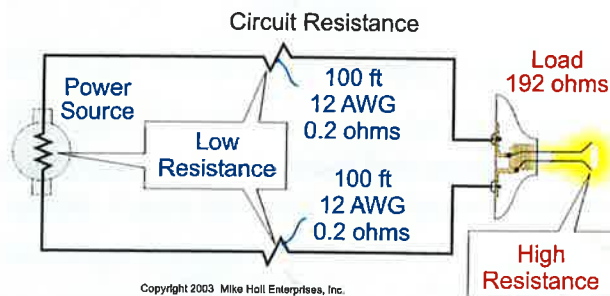 Circuit Resistance
Power
Source
100 ft
12 AWG
0.2 ohms
Load
192 ohms
Low
Resistance
100 ft
12 AWG
0.2 ohms
High
Resistance
Copyright 2003 Mike Holt Enterprises, Inc.